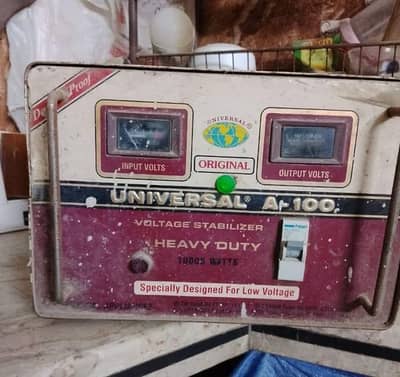 Proof
UNIVERSAL
INPUT VOLTS
ORIGINAL
OUTPUT VOLTS
UNIVERSAL® A-100
VOLTAGE STABILIZER
HEAVY DUTY
10000 WATTS
Specially Designed For Low Voltage